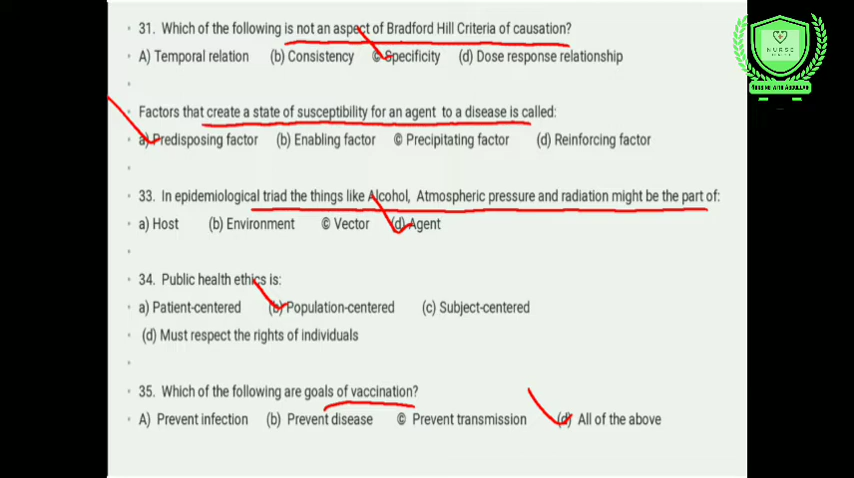 31. Which of the following is not an aspect of Bradford Hill Criteria of causation?
A) Temporal relation (b) Consistency © Specificity (d) Dose response relationship
Factors that create a state of susceptibility for an agent to a disease is called:
a) Predisposing factor (b) Enabling factor © Precipitating factor (d) Reinforcing factor
33. In epidemiological triad the things like Alcohol, Atmospheric pressure and radiation might be the part of:
a) Host (b) Environment © Vector (d) Agent
34. Public health ethics is:
a) Patient-centered (b) Population-centered (c) Subject-centered
(d) Must respect the rights of individuals
35. Which of the following are goals of vaccination?
A) Prevent infection (b) Prevent disease © Prevent transmission (d) All of the above
NURSE
NURSING WITH ABDULLAH